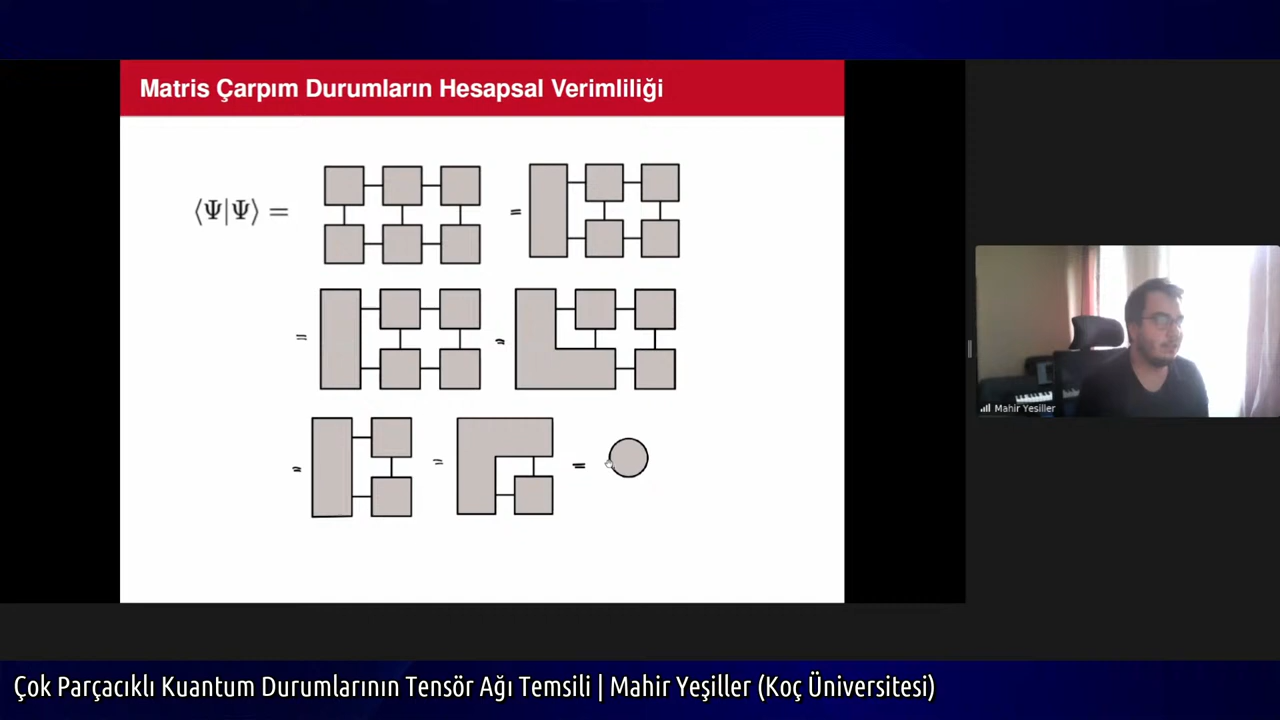 Matris Çarpım Durumların Hesapsal Verimliliği
⟨Ψ|Ψ⟩ =
=
=
=
=
=
=
Mahir Yesiller
Çok Parçacıklı Kuantum Durumlarının Tensör Ağı Temsili | Mahir Yeşiller (Koç Üniversitesi)